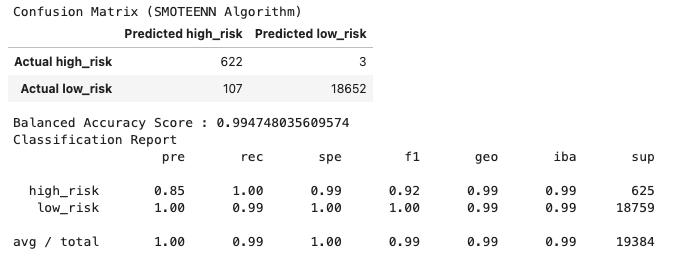 Confusion Matrix (SMOTEENN Algorithm)
Predicted high_risk Predicted low_risk
Actual high_risk 622 3
Actual low_risk 107 18652
Balanced Accuracy Score : 0.994748035609574
Classification Report
pre rec spe f1 geo iba sup
high_risk 0.85 1.00 0.99 0.92 0.99 0.99 625
low_risk 1.00 0.99 1.00 1.00 0.99 0.99 18759
avg / total 1.00 0.99 1.00 0.99 0.99 0.99 19384